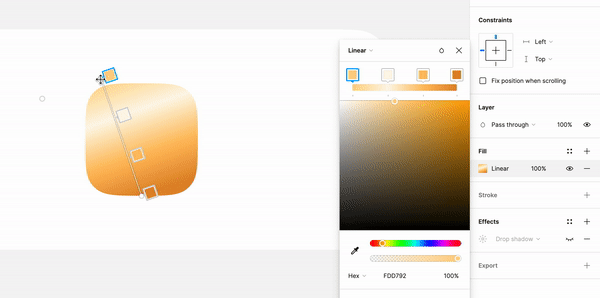 Constraints
Linear
Left
Top
Fix position when scrolling
Layer
Pass through 100%
Fill
Linear 100%
Stroke
Effects
Drop shadow
Export
Hex FDD792 100%